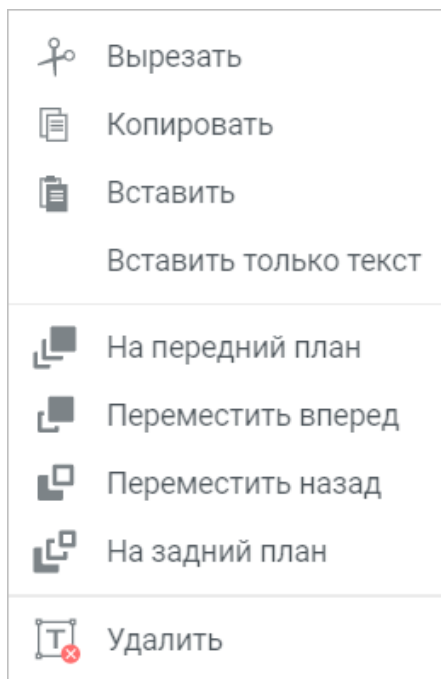 Вырезать
Копировать
Вставить
Вставить только текст
На передний план
Переместить вперед
Переместить назад
На задний план
Удалить